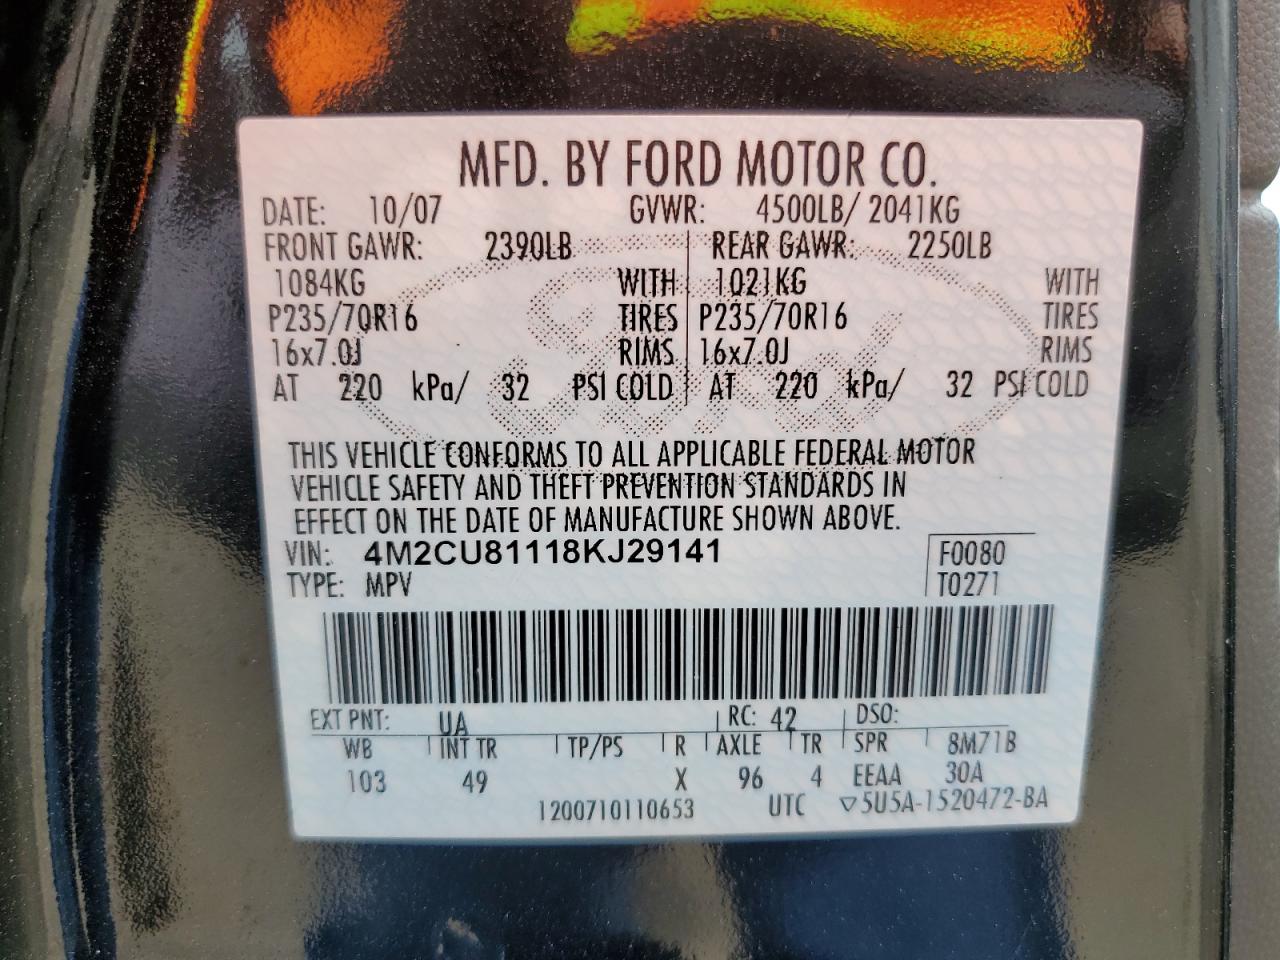 MFD. BY FORD MOTOR CO.
DATE: 10/07 GVWR: 4500LB/ 2041KG
FRONT GAWR: 2390LB REAR GAWR: 2250LB
1084KG WITH 1021KG WITH
P235/70R16 TIRES P235/70R16 TIRES
16x7.0J RIMS 16x7.0J RIMS
AT 220 kPa/ 32 PSI COLD AT 220 kPa/ 32 PSI COLD
THIS VEHICLE CONFORMS TO ALL APPLICABLE FEDERAL MOTOR
VEHICLE SAFETY AND THEFT PREVENTION STANDARDS IN
EFFECT ON THE DATE OF MANUFACTURE SHOWN ABOVE.
VIN: 4M2CU81118KJ29141 F0080
TYPE: MPV T0271
EXT PNT: UA RC: 42 DSO:
WB INT TR TP/PS R AXLE TR SPR 8M71B
103 49 X 96 4 EEAA 30A
1200710110653 UTC ▽5U5A-1520472-BA